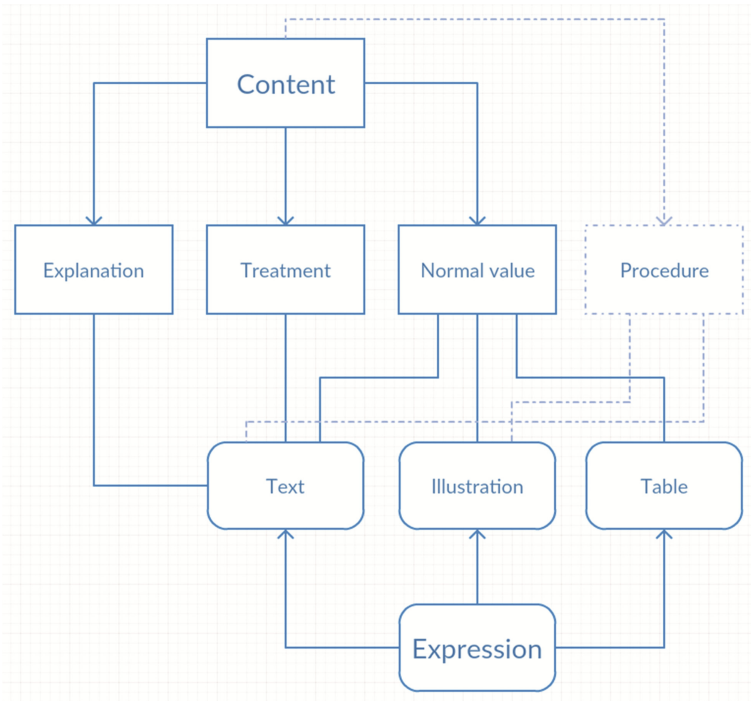 Content
Explanation
Treatment
Normal value
Procedure
Text
Illustration
Table
Expression